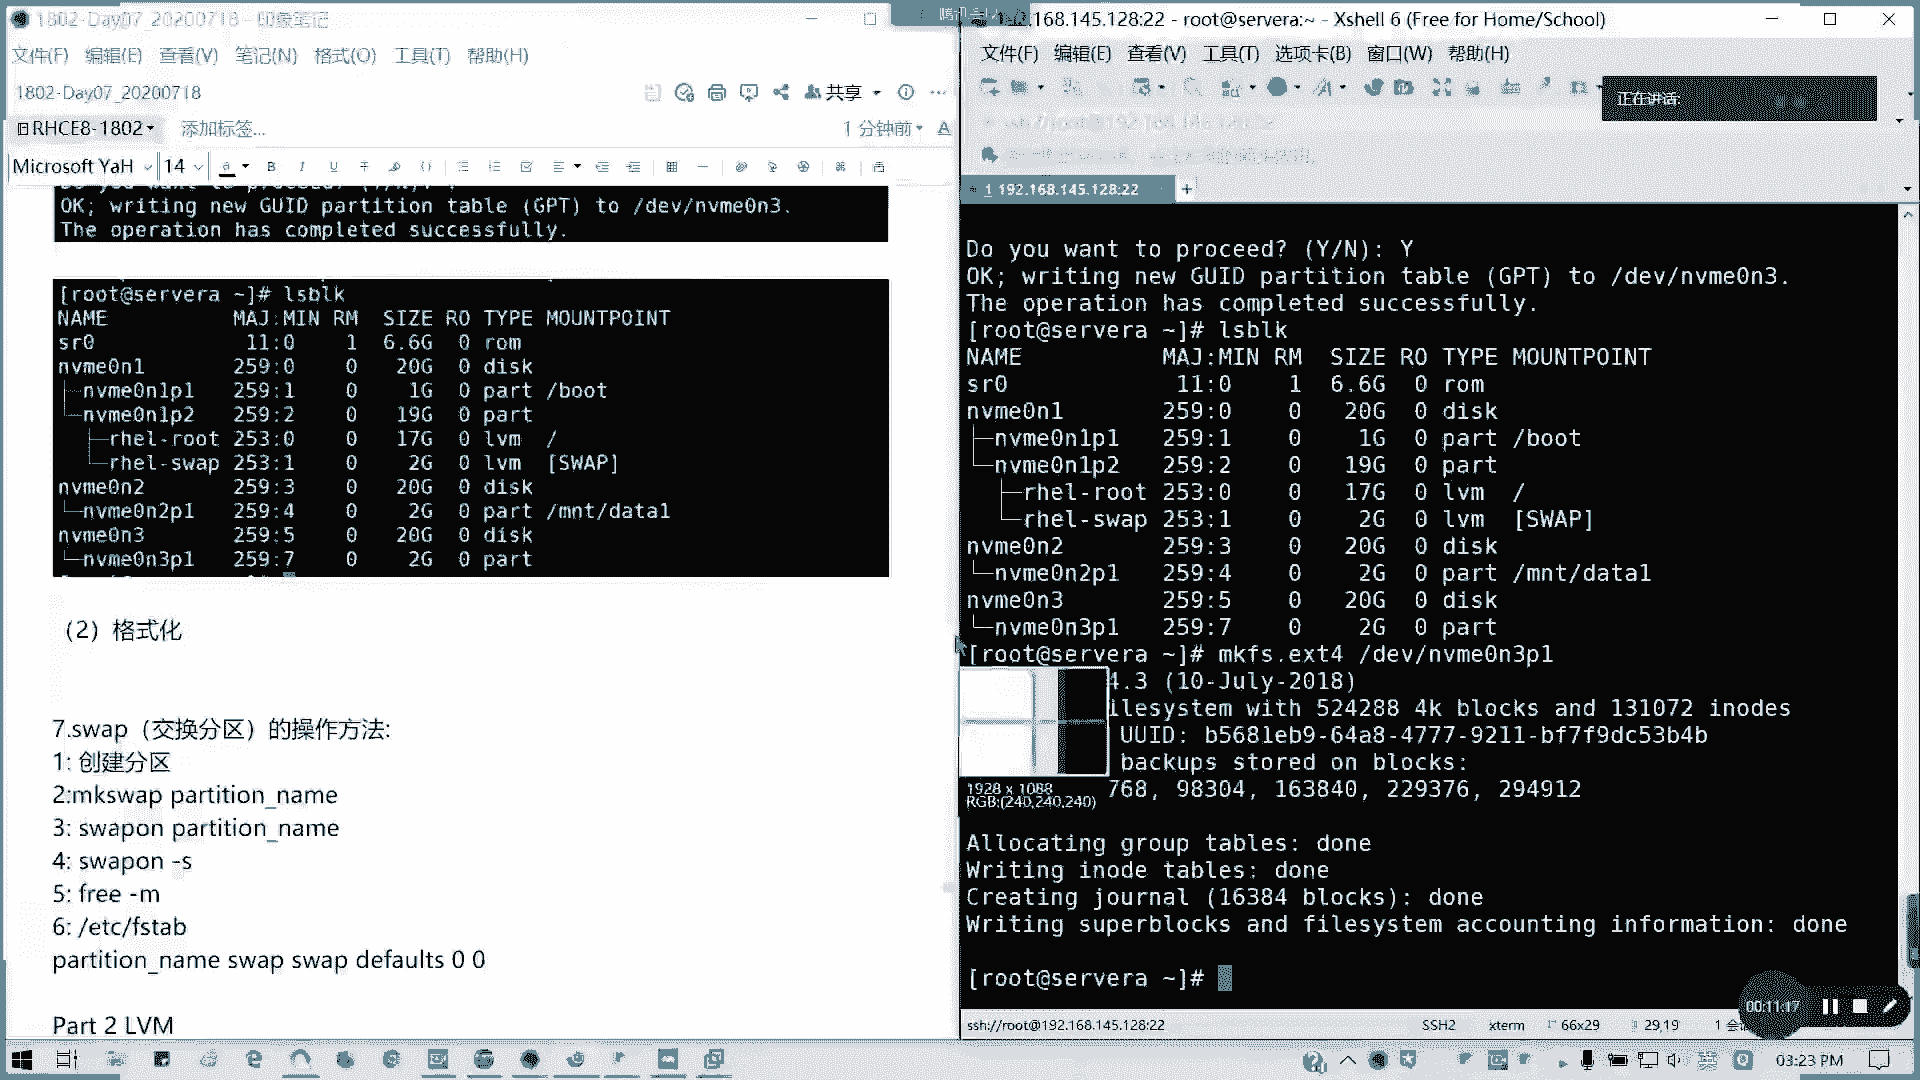 1802-Day07_20200718 - 印象笔记
文件(F) 编辑(E) 查看(V) 笔记(N) 格式(O) 工具(T) 帮助(H)
1802-Day07_20200718
共享
RHCE8-1802
添加标签...
1 分钟前
Microsoft YaH 14
OK; writing new GUID partition table (GPT) to /dev/nvme0n3.
The operation has completed successfully.
[root@servera ~]# lsblk
NAME MAJ:MIN RM SIZE RO TYPE MOUNTPOINT
sr0 11:0 1 6.6G 0 rom
nvme0n1 259:0 0 20G 0 disk
├─nvme0n1p1 259:1 0 1G 0 part /boot
└─nvme0n1p2 259:2 0 19G 0 part
├─rhel-root 253:0 0 17G 0 lvm /
└─rhel-swap 253:1 0 2G 0 lvm [SWAP]
nvme0n2 259:3 0 20G 0 disk
└─nvme0n2p1 259:4 0 2G 0 part /mnt/data1
nvme0n3 259:5 0 20G 0 disk
└─nvme0n3p1 259:7 0 2G 0 part
（2）格式化
7.swap（交换分区）的操作方法:
1: 创建分区
2:mkswap partition_name
3: swapon partition_name
4: swapon -s
5: free -m
6: /etc/fstab
partition_name swap swap defaults 0 0
Part 2 LVM
.168.145.128:22 - root@servera:~ - Xshell 6 (Free for Home/School)
文件(F) 编辑(E) 查看(V) 工具(T) 选项卡(B) 窗口(W) 帮助(H)
正在讲话:
1 192.168.145.128:22
Do you want to proceed? (Y/N): Y
OK; writing new GUID partition table (GPT) to /dev/nvme0n3.
The operation has completed successfully.
[root@servera ~]# lsblk
NAME MAJ:MIN RM SIZE RO TYPE MOUNTPOINT
sr0 11:0 1 6.6G 0 rom
nvme0n1 259:0 0 20G 0 disk
├─nvme0n1p1 259:1 0 1G 0 part /boot
└─nvme0n1p2 259:2 0 19G 0 part
├─rhel-root 253:0 0 17G 0 lvm /
└─rhel-swap 253:1 0 2G 0 lvm [SWAP]
nvme0n2 259:3 0 20G 0 disk
└─nvme0n2p1 259:4 0 2G 0 part /mnt/data1
nvme0n3 259:5 0 20G 0 disk
└─nvme0n3p1 259:7 0 2G 0 part
[root@servera ~]# mkfs.ext4 /dev/nvme0n3p1
4.3 (10-July-2018)
ilesystem with 524288 4k blocks and 131072 inodes
UUID: b5681eb9-64a8-4777-9211-bf7f9dc53b4b
backups stored on blocks:
768, 98304, 163840, 229376, 294912
1928 x 1088
RGB:(240,240,240)
Allocating group tables: done
Writing inode tables: done
Creating journal (16384 blocks): done
Writing superblocks and filesystem accounting information: done
[root@servera ~]#
00:11:17
ssh://root@192.168.145.128:22 SSH2 xterm 66x29 29,19
03:23 PM